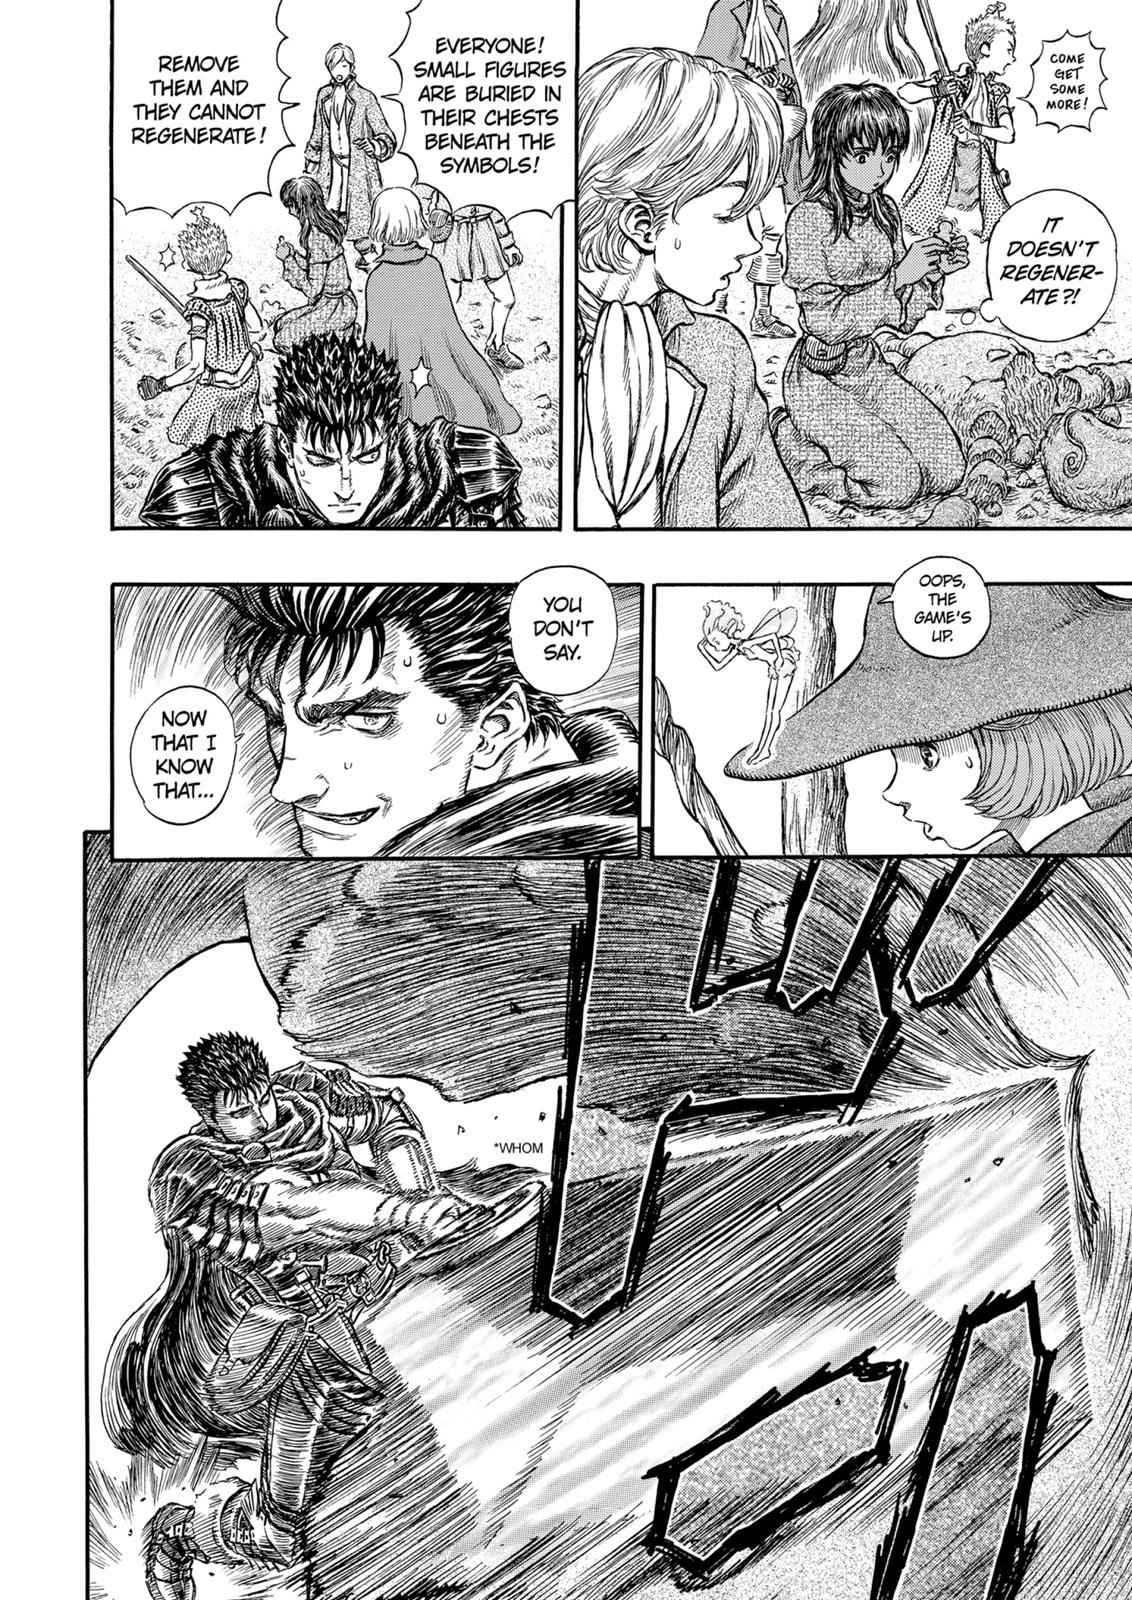 COME
GET
SOME
MORE!
IT
DOESN'T
REGENER-
ATE?!
EVERYONE!
SMALL FIGURES
ARE BURIED IN
THEIR CHESTS
BENEATH THE
SYMBOLS!
REMOVE
THEM AND
THEY CANNOT
REGENERATE!
OOPS,
THE
GAME'S
UP.
YOU
DON'T
SAY.
NOW
THAT I
KNOW
THAT...
*WHOM